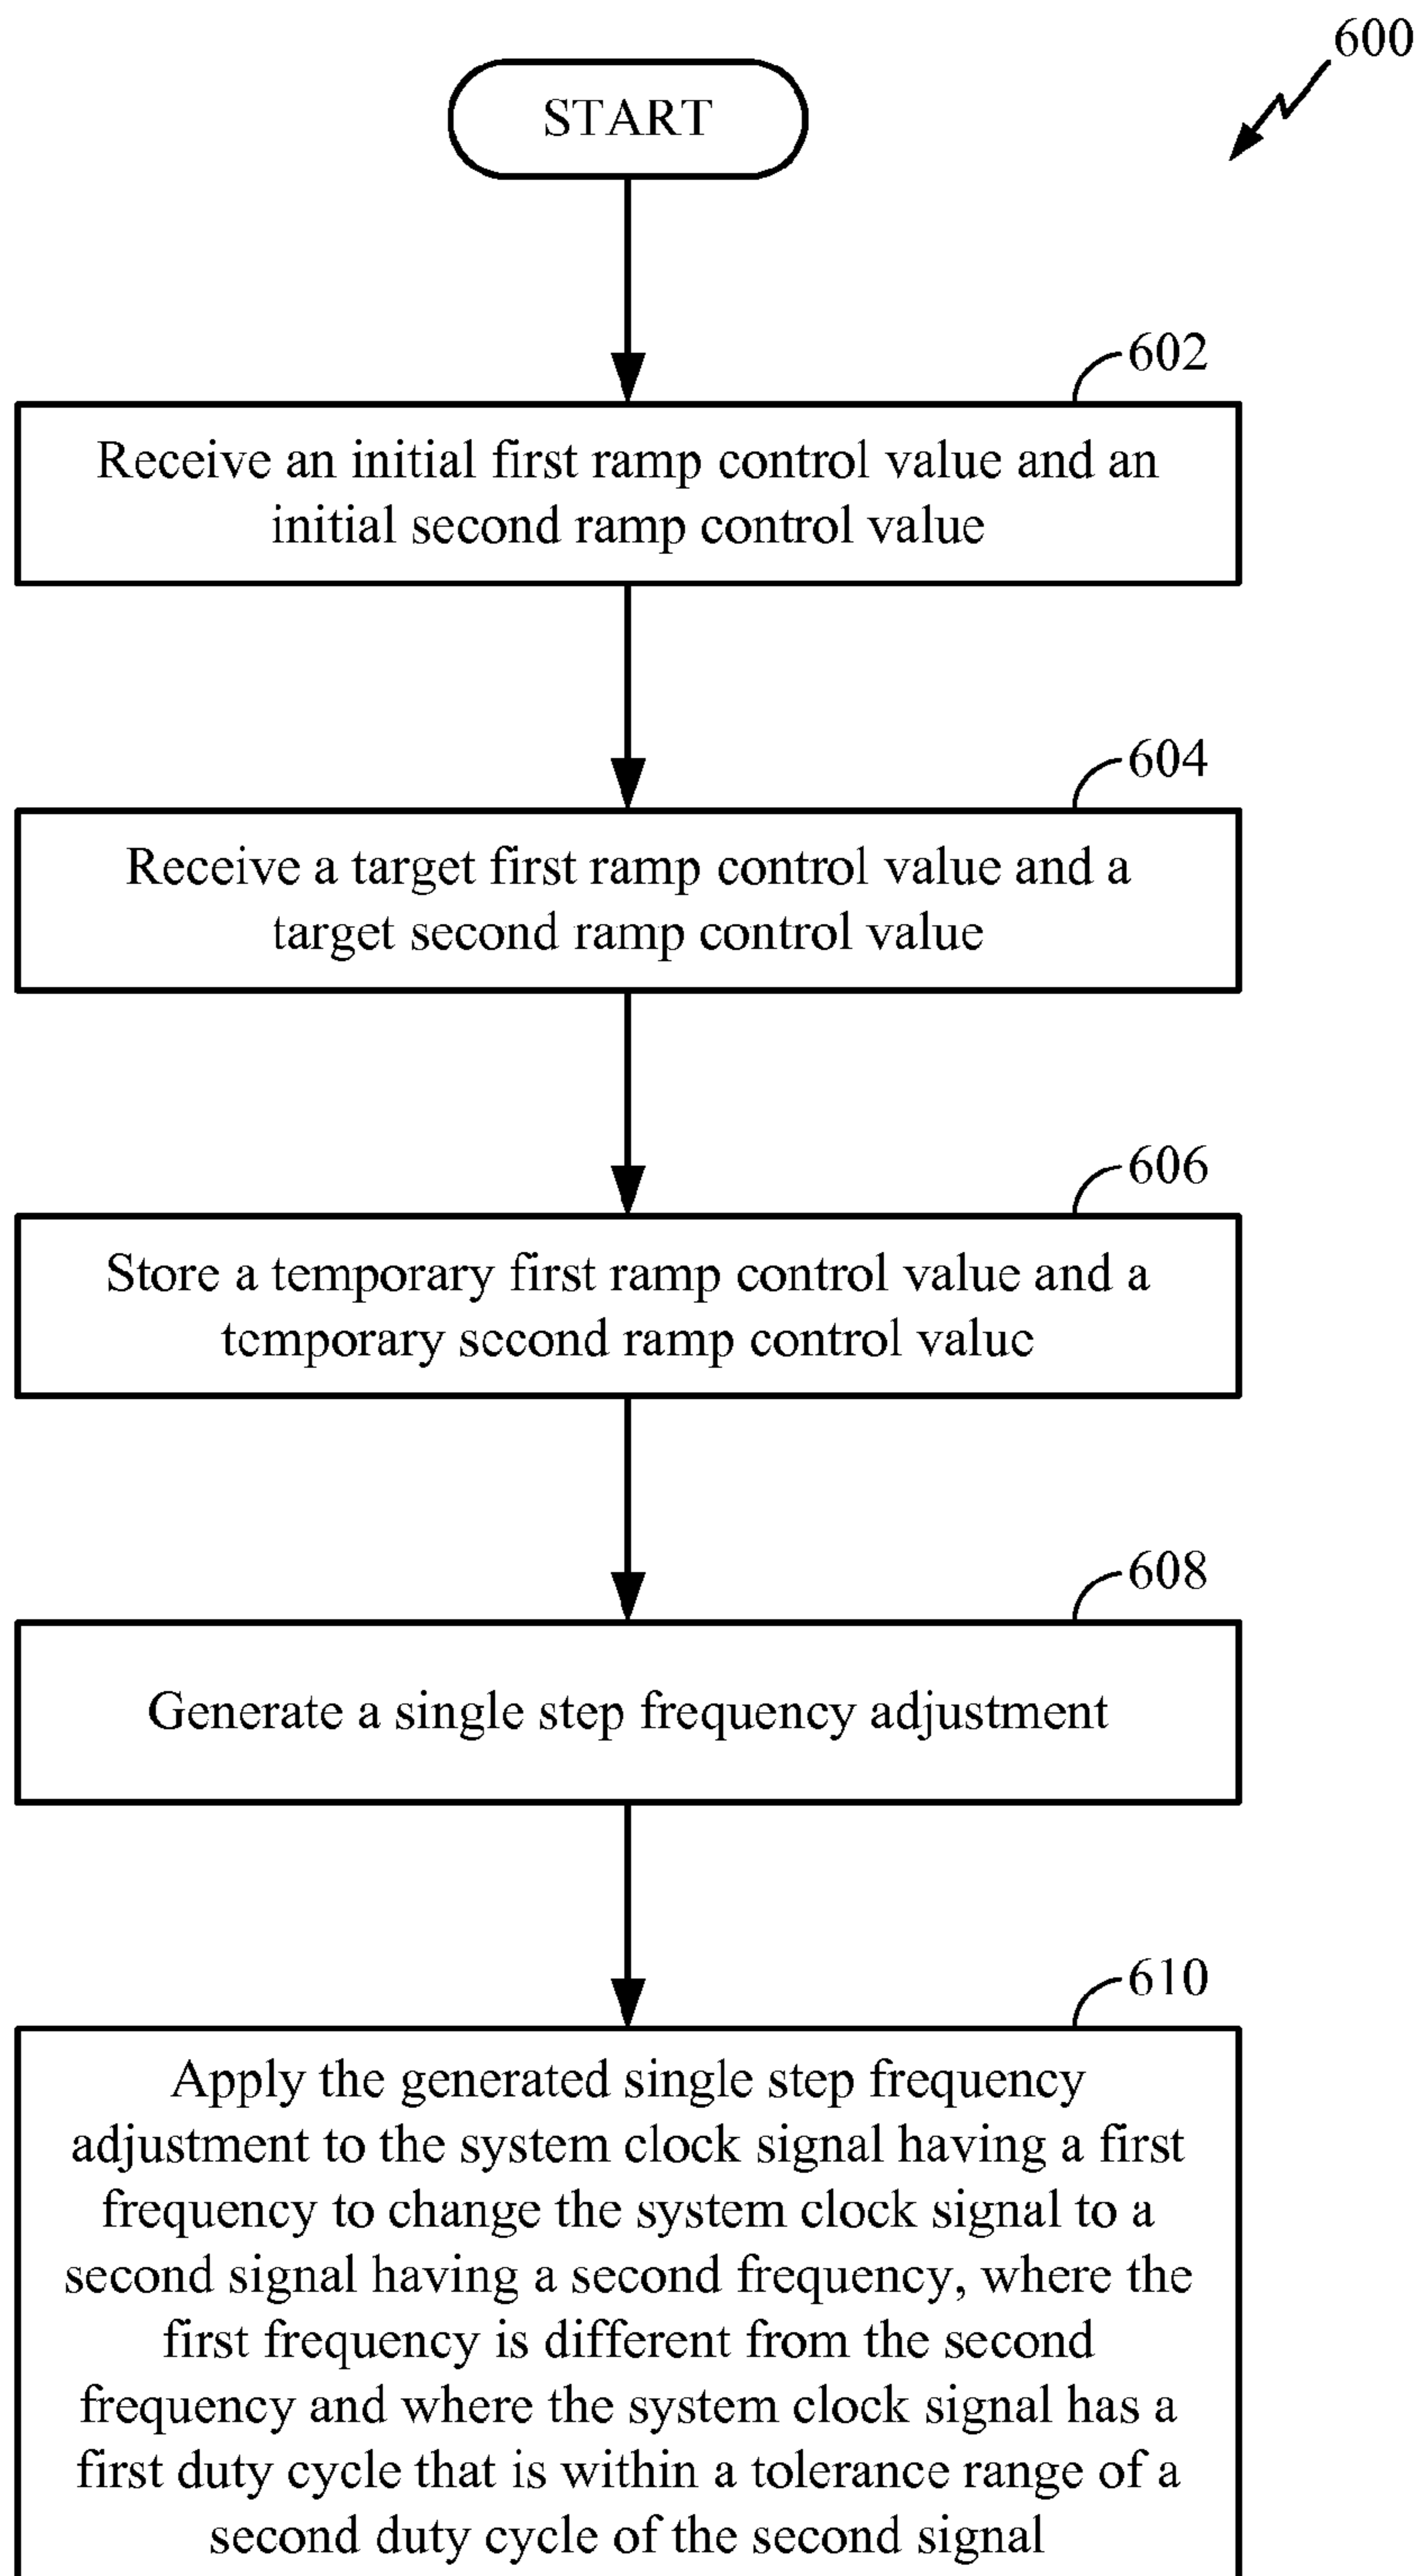 600
START
602
Receive an initial first ramp control value and an
initial second ramp control value
604
Receive a target first ramp control value and a
target second ramp control value
606
Store a temporary first ramp control value and a
temporary second ramp control value
608
Generate a single step frequency adjustment
610
Apply the generated single step frequency
adjustment to the system clock signal having a first
frequency to change the system clock signal to a
second signal having a second frequency, where the
first frequency is different from the second
frequency and where the system clock signal has a
first duty cycle that is within a tolerance range of a
second duty cycle of the second signal